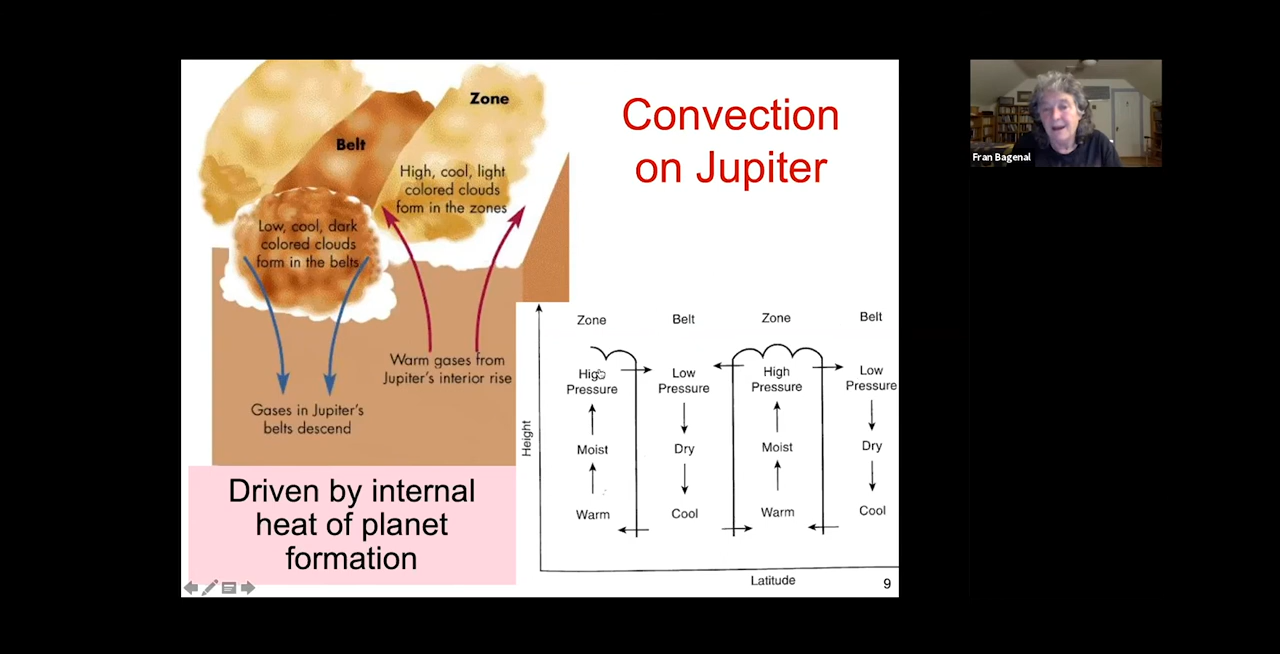 Convection
on Jupiter
Zone
Belt
High, cool, light
colored clouds
form in the zones
Low, cool, dark
colored clouds
form in the belts
Warm gases from
Jupiter's interior rise
Gases in Jupiter's
belts descend
Driven by internal
heat of planet
formation
Zone Belt Zone Belt
High Low High Low
Pressure Pressure Pressure Pressure
Moist Dry Moist Dry
Warm Cool Warm Cool
Height
Latitude
9
Fran Bagenal